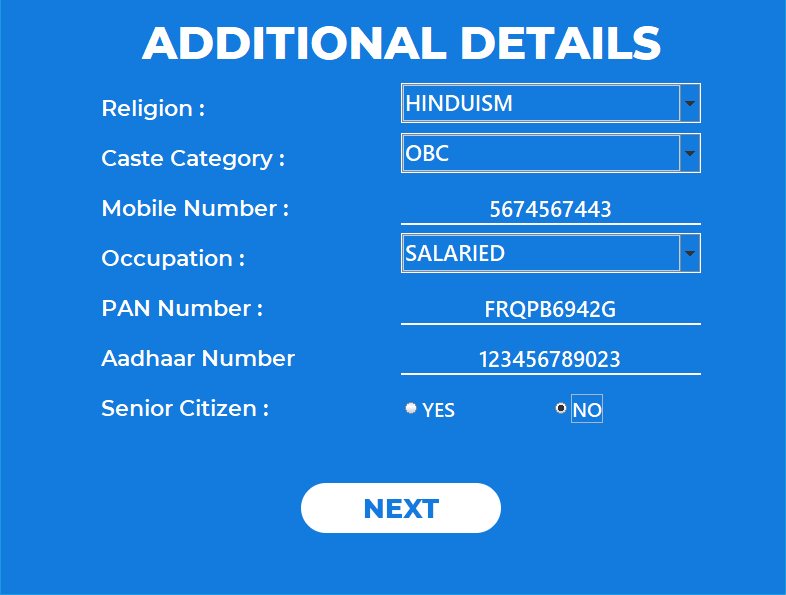 ADDITIONAL DETAILS
Religion : HINDUISM
Caste Category : OBC
Mobile Number : 5674567443
Occupation : SALARIED
PAN Number : FRQPB6942G
Aadhaar Number 123456789023
Senior Citizen : YES NO
NEXT